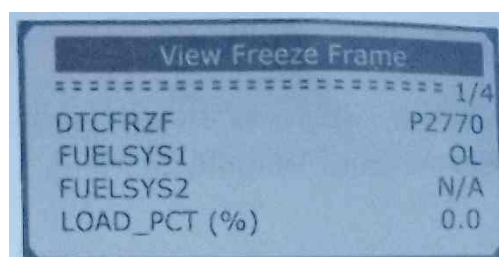 View Freeze Frame
======================== 1/4
DTCFRZF P2770
FUELSYS1 OL
FUELSYS2 N/A
LOAD_PCT (%) 0.0